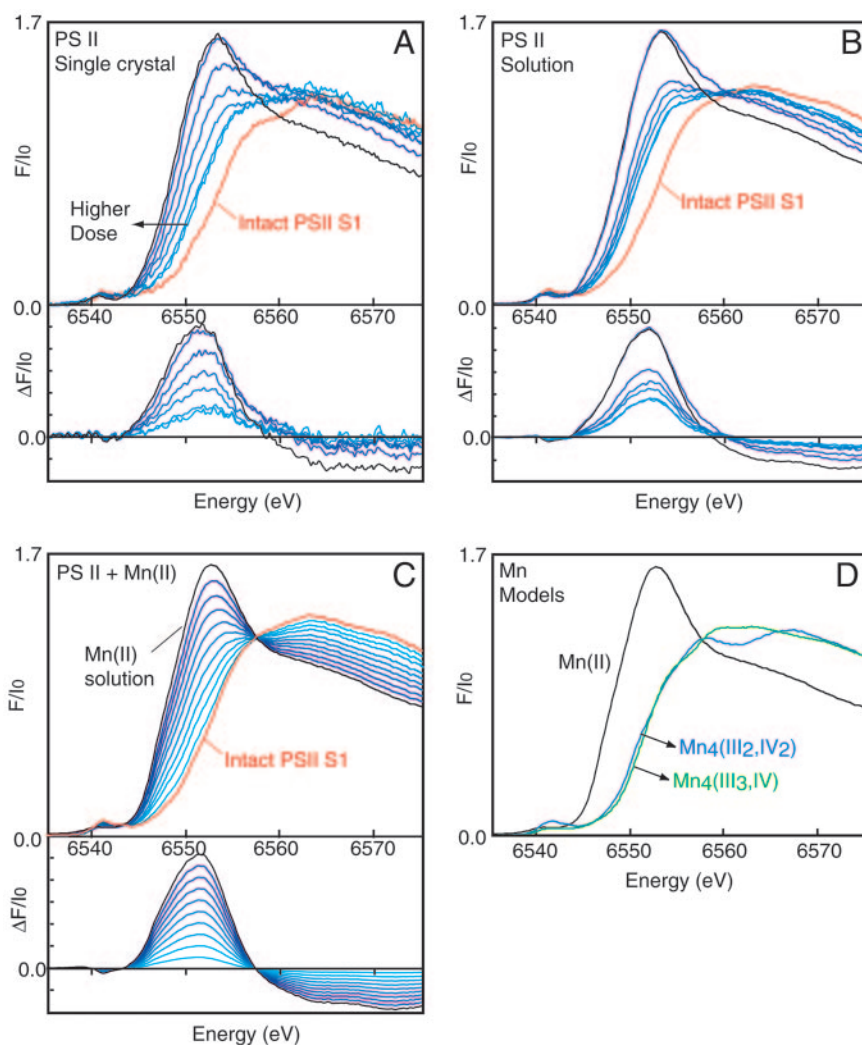 1.7
PS II
Single crystal
A
F/I0
Higher
Dose
Intact PSII S1
0.0
6540 6550 6560 6570
ΔF/I0
0.0
Energy (eV)
1.7
PS II
Solution
B
F/I0
Intact PSII S1
0.0
6540 6550 6560 6570
ΔF/I0
0.0
Energy (eV)
1.7
PS II + Mn(II)
C
F/I0
Mn(II)
solution
Intact PSII S1
0.0
6540 6550 6560 6570
ΔF/I0
0.0
Energy (eV)
1.7
Mn
Models
D
F/I0
Mn(II)
Mn4(III2,IV2)
Mn4(III3,IV)
0.0
6540 6550 6560 6570
Energy (eV)